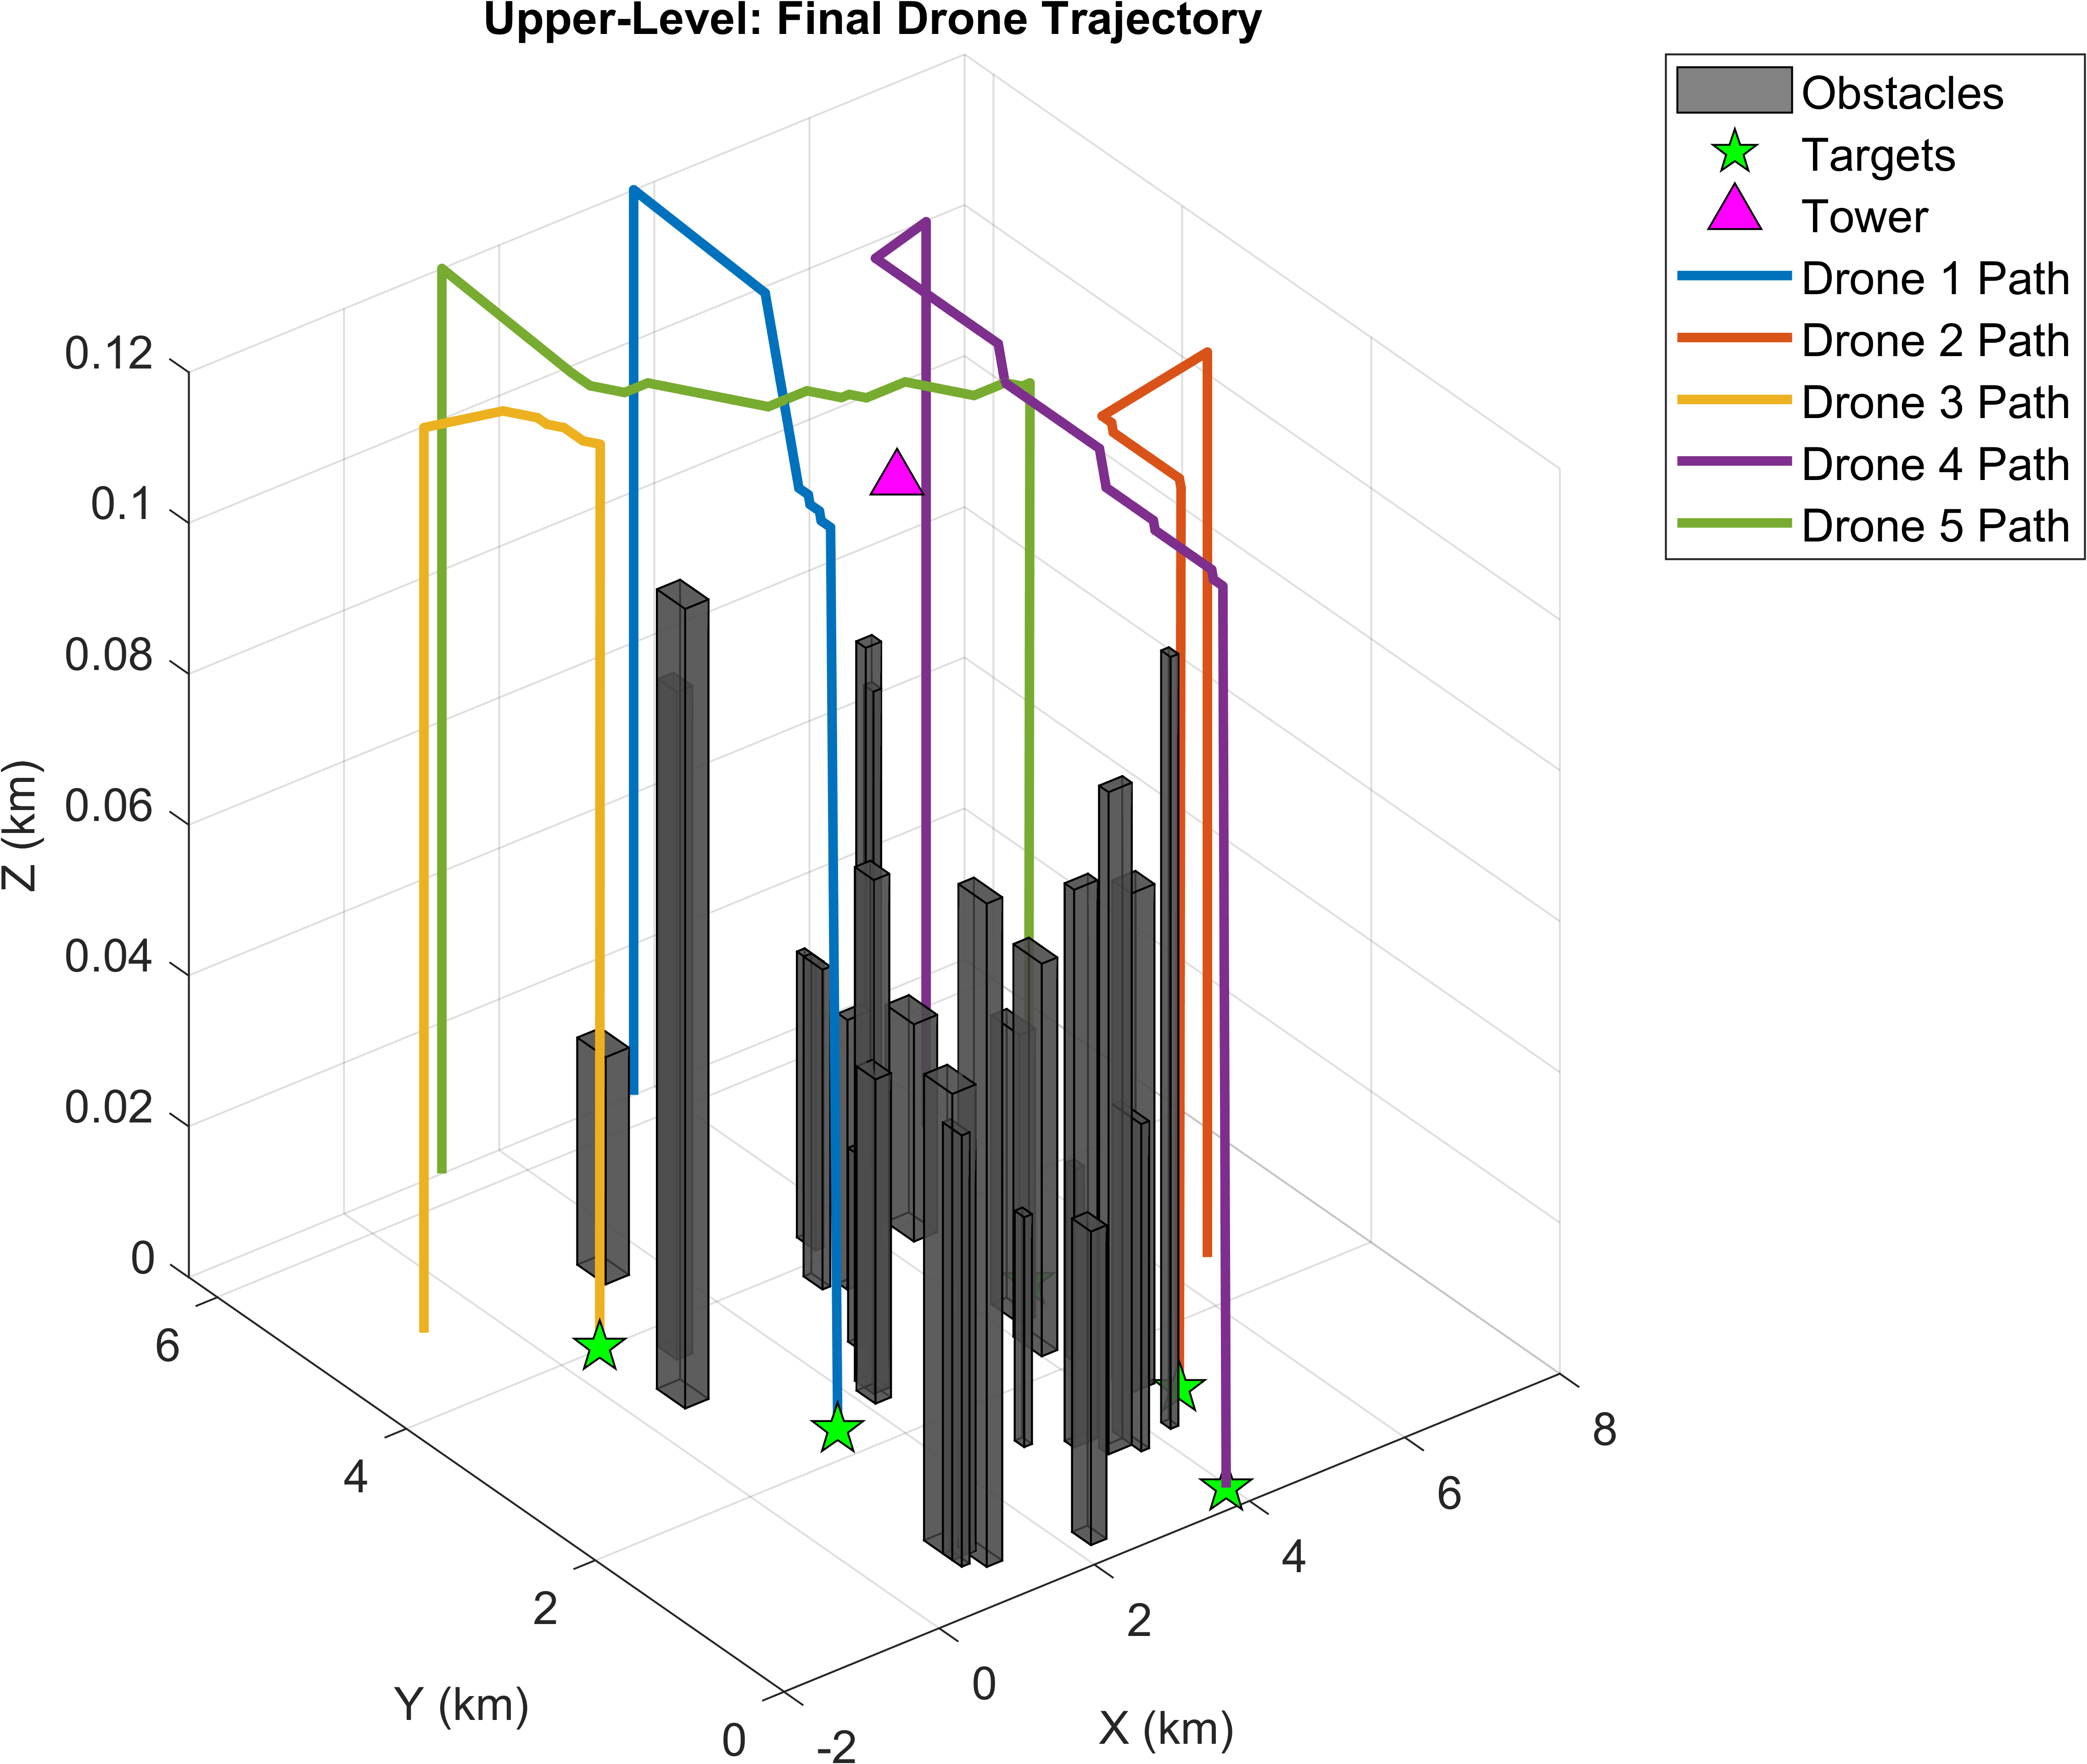 Upper-Level: Final Drone Trajectory
Obstacles
Targets
Tower
Drone 1 Path
Drone 2 Path
Drone 3 Path
Drone 4 Path
Drone 5 Path
0.12
0.1
0.08
0.06
0.04
0.02
0
Z (km)
6
4
2
0
Y (km)
-2
0
2
4
6
8
X (km)